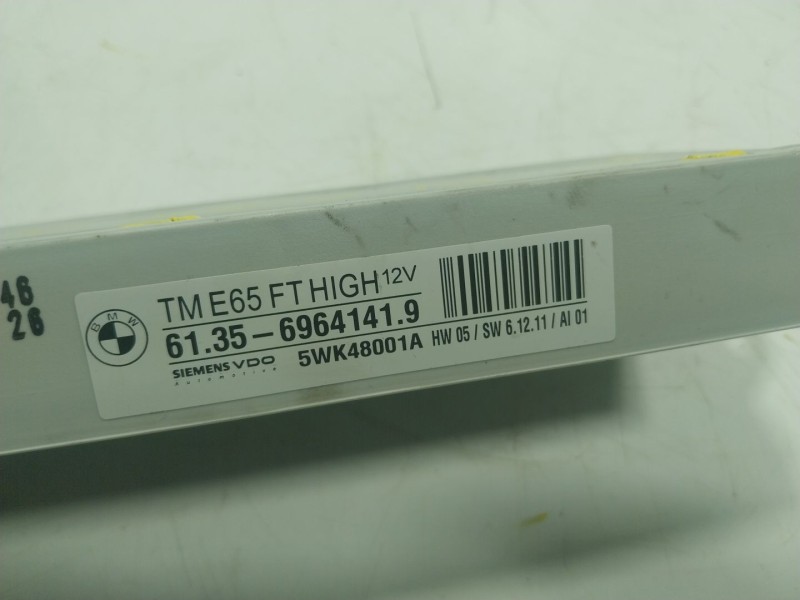 46
26
BMW
TM E65 FT HIGH 12V
61.35-6964141.9
SIEMENS VDO
Automotive
5WK48001A HW 05 / SW 6.12.11 / AI 01